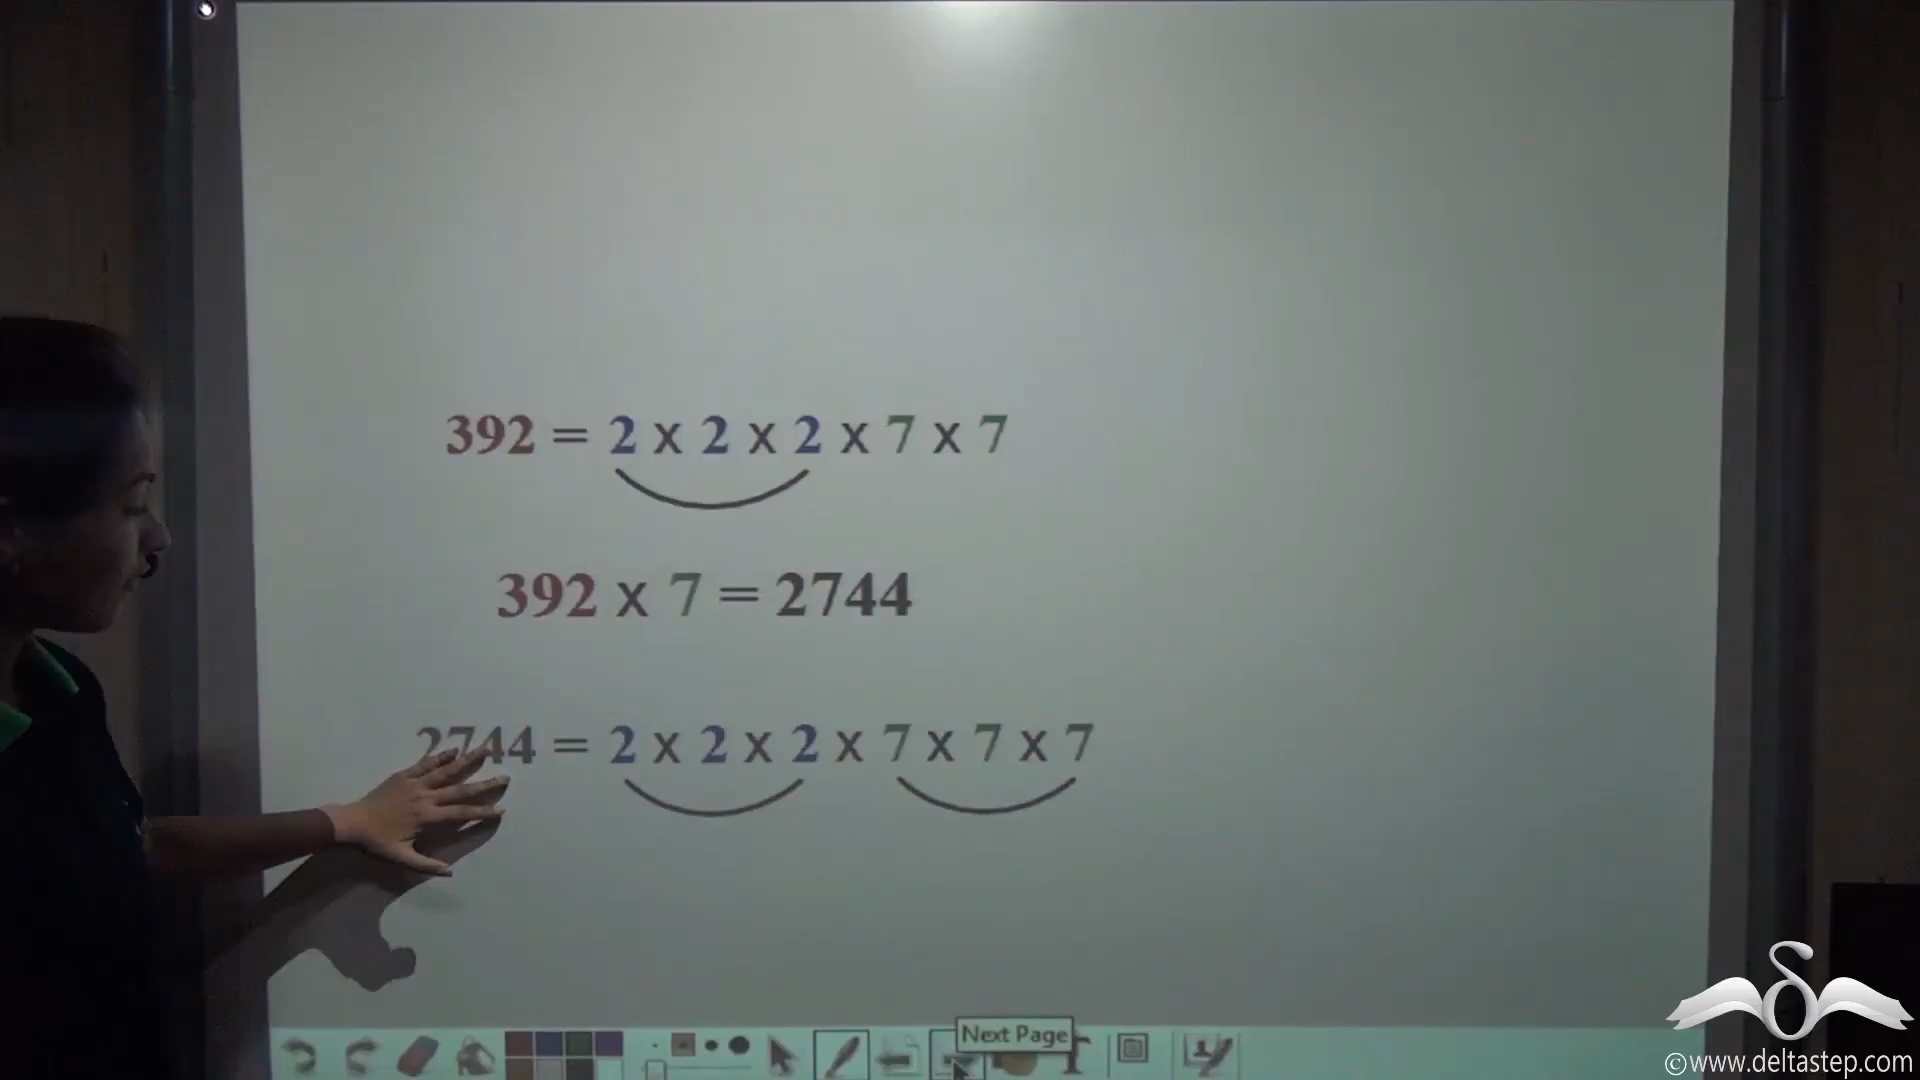 392 = 2 x 2 x 2 x 7 x 7
392 x 7 = 2744
2744 = 2 x 2 x 2 x 7 x 7 x 7
Next Page
©www.deltastep.com